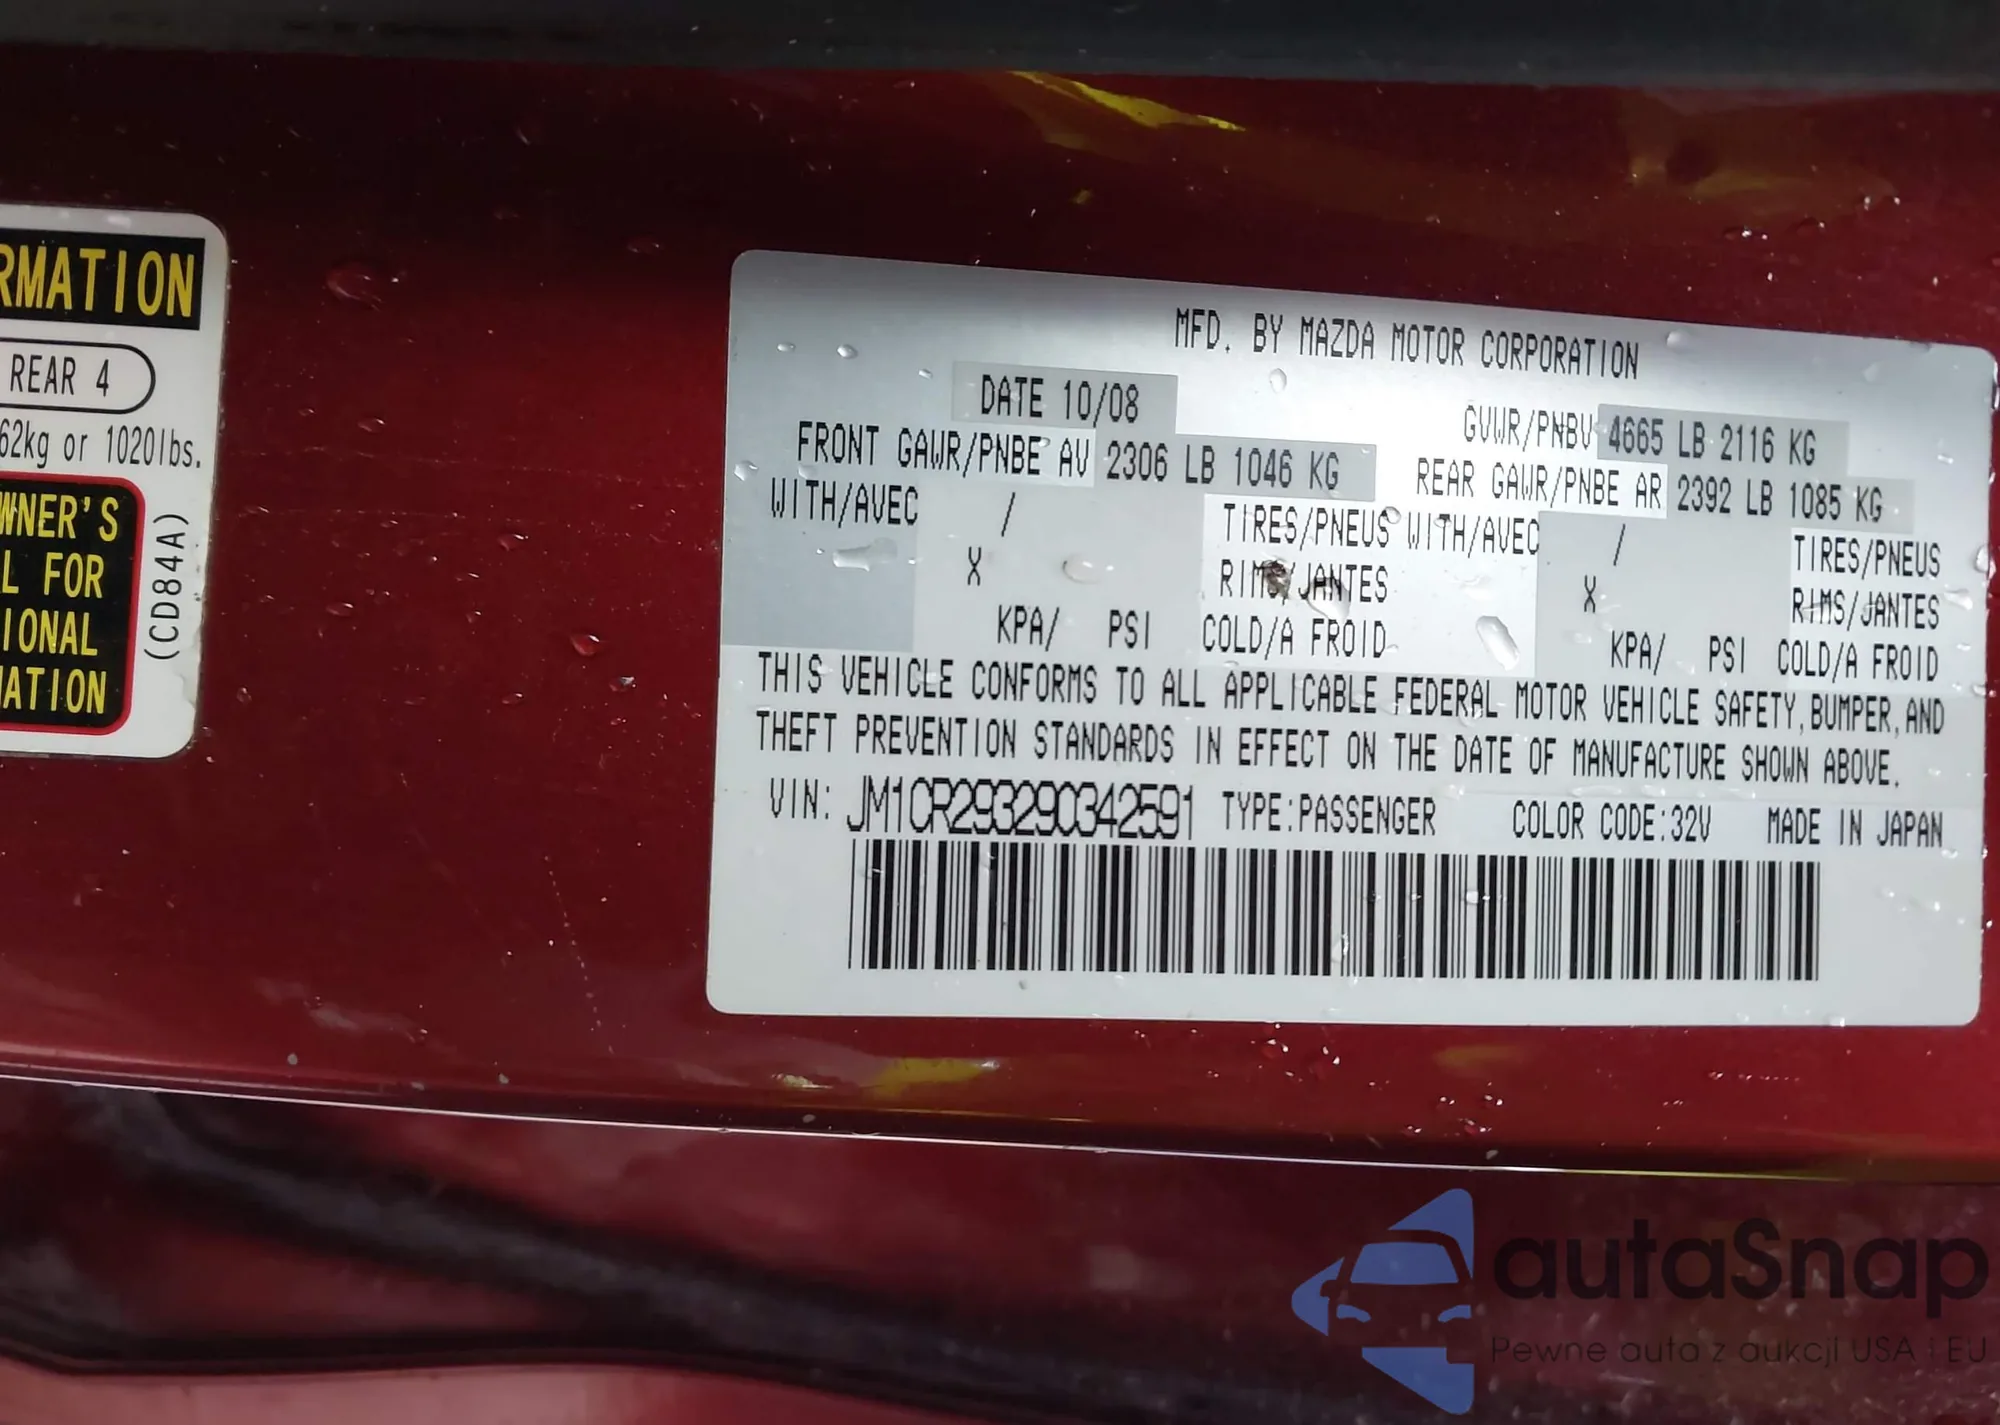 RMATION
REAR 4
62kg or 1020lbs.
WNER'S
L FOR
IONAL
MATION
(CD84A)
MFD. BY MAZDA MOTOR CORPORATION
DATE 10/08
GVWR/PNBV 4665 LB 2116 KG
FRONT GAWR/PNBE AV 2306 LB 1046 KG
REAR GAWR/PNBE AR 2392 LB 1085 KG
WITH/AVEC / TIRES/PNEUS WITH/AVEC / TIRES/PNEUS
X RIMS/JANTES X RIMS/JANTES
KPA/ PSI COLD/A FROID KPA/ PSI COLD/A FROID
THIS VEHICLE CONFORMS TO ALL APPLICABLE FEDERAL MOTOR VEHICLE SAFETY,BUMPER,AND
THEFT PREVENTION STANDARDS IN EFFECT ON THE DATE OF MANUFACTURE SHOWN ABOVE.
VIN: JM1CR293290342591 TYPE:PASSENGER COLOR CODE:32V MADE IN JAPAN
autaSnap
Pewne auta z aukcji USA i EU